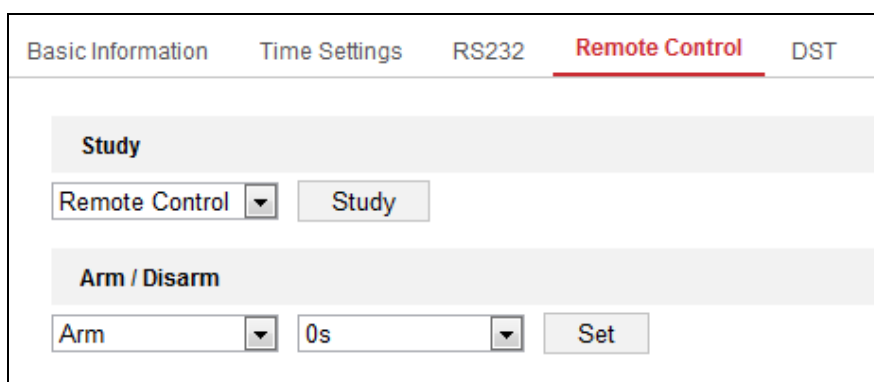 Basic Information Time Settings RS232 Remote Control DST
Study
Remote Control Study
Arm / Disarm
Arm 0s Set